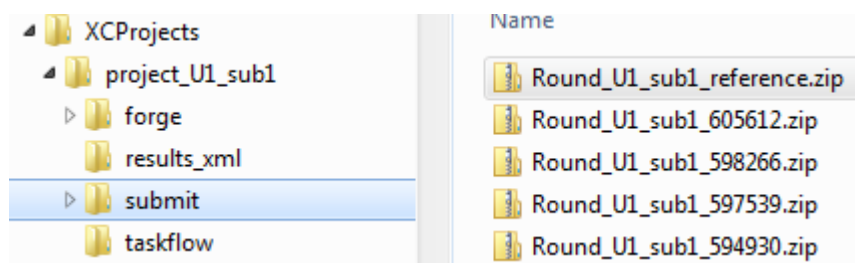 XCProjects
project_U1_sub1
forge
results_xml
submit
taskflow
Name
Round_U1_sub1_reference.zip
Round_U1_sub1_605612.zip
Round_U1_sub1_598266.zip
Round_U1_sub1_597539.zip
Round_U1_sub1_594930.zip